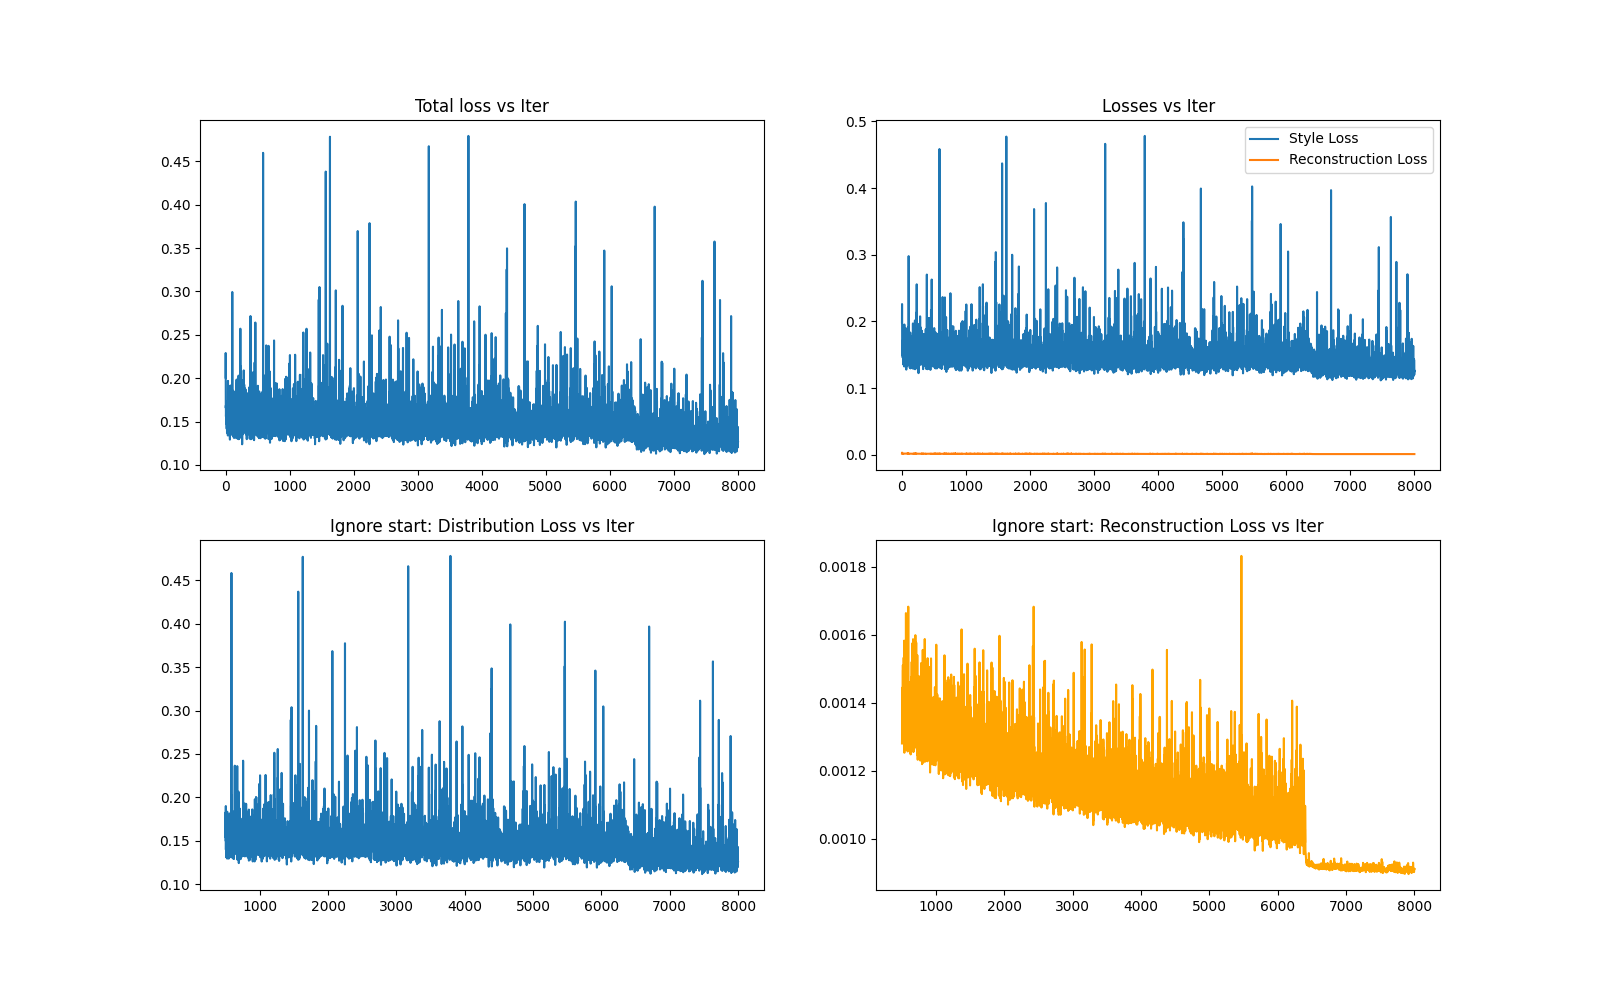 Total loss vs Iter
0.45
0.40
0.35
0.30
0.25
0.20
0.15
0.10
0 1000 2000 3000 4000 5000 6000 7000 8000
Losses vs Iter
Style Loss
Reconstruction Loss
0.5
0.4
0.3
0.2
0.1
0.0
0 1000 2000 3000 4000 5000 6000 7000 8000
Ignore start: Distribution Loss vs Iter
0.45
0.40
0.35
0.30
0.25
0.20
0.15
0.10
1000 2000 3000 4000 5000 6000 7000 8000
Ignore start: Reconstruction Loss vs Iter
0.0018
0.0016
0.0014
0.0012
0.0010
1000 2000 3000 4000 5000 6000 7000 8000